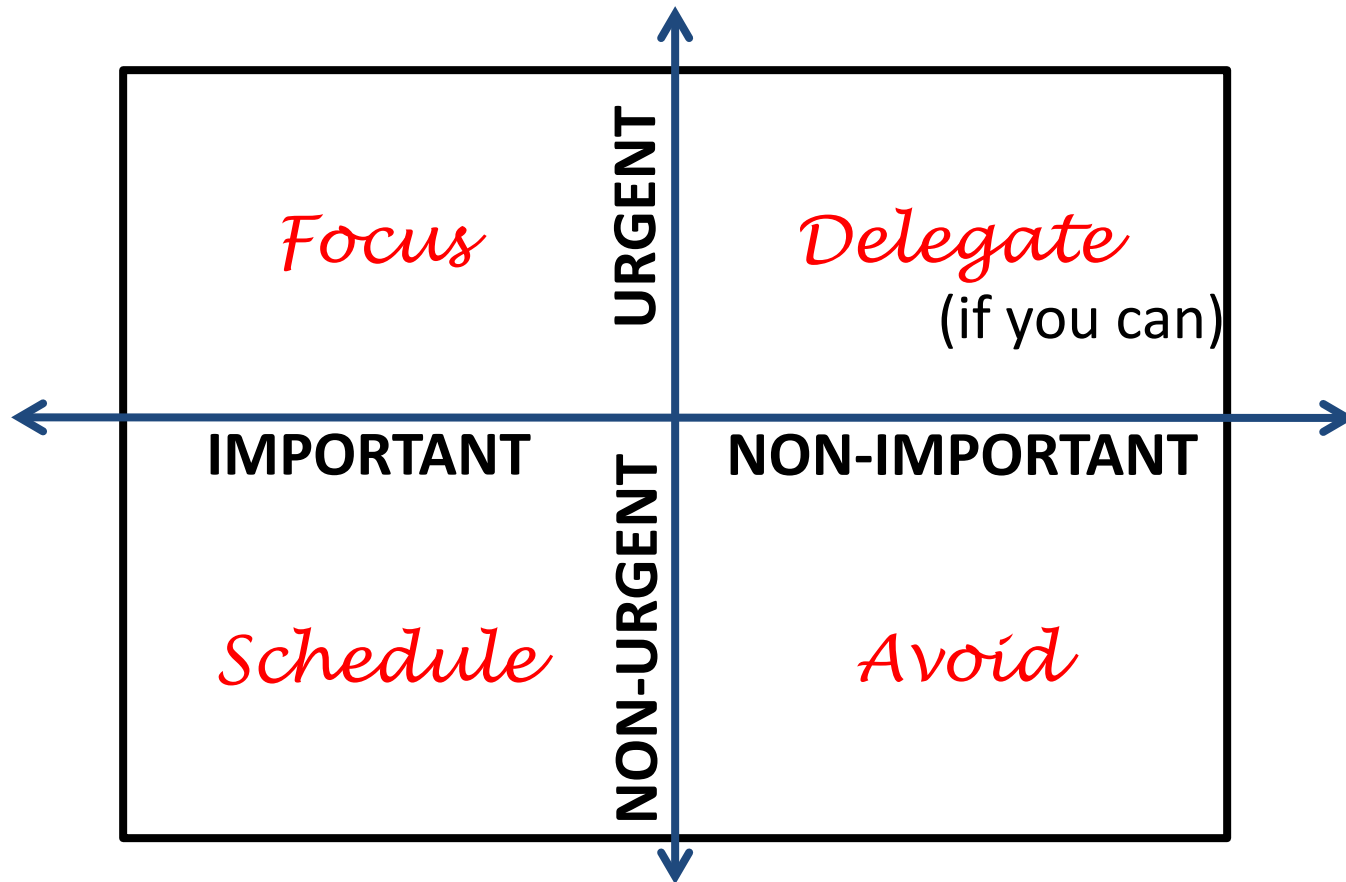 URGENT
Focus
Delegate
(if you can)
IMPORTANT
NON-IMPORTANT
NON-URGENT
Schedule
Avoid